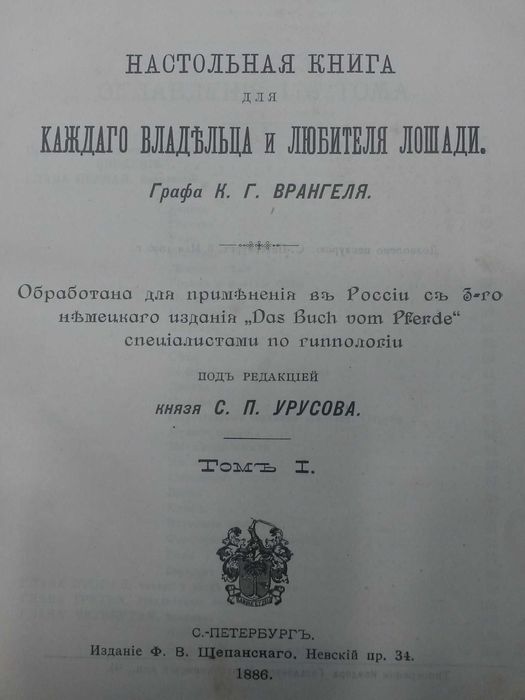 НАСТОЛЬНАЯ КНИГА
ДЛЯ
КАЖДАГО ВЛАДѢЛЬЦА И ЛЮБИТЕЛЯ ЛОШАДИ.
Графа К. Г. ВРАНГЕЛЯ.
Обработана для примѣненія въ Россіи съ 3-го
нѣмецкаго изданія „Das Buch vom Pferde“
спеціалистами по гиппологіи
ПОДЪ РЕДАКЦІЕЙ
князя С. П. УРУСОВА.
Томъ I.
С.-ПЕТЕРБУРГЪ.
Изданіе Ф. В. Щепанскаго. Невскій пр. 34.
1886.